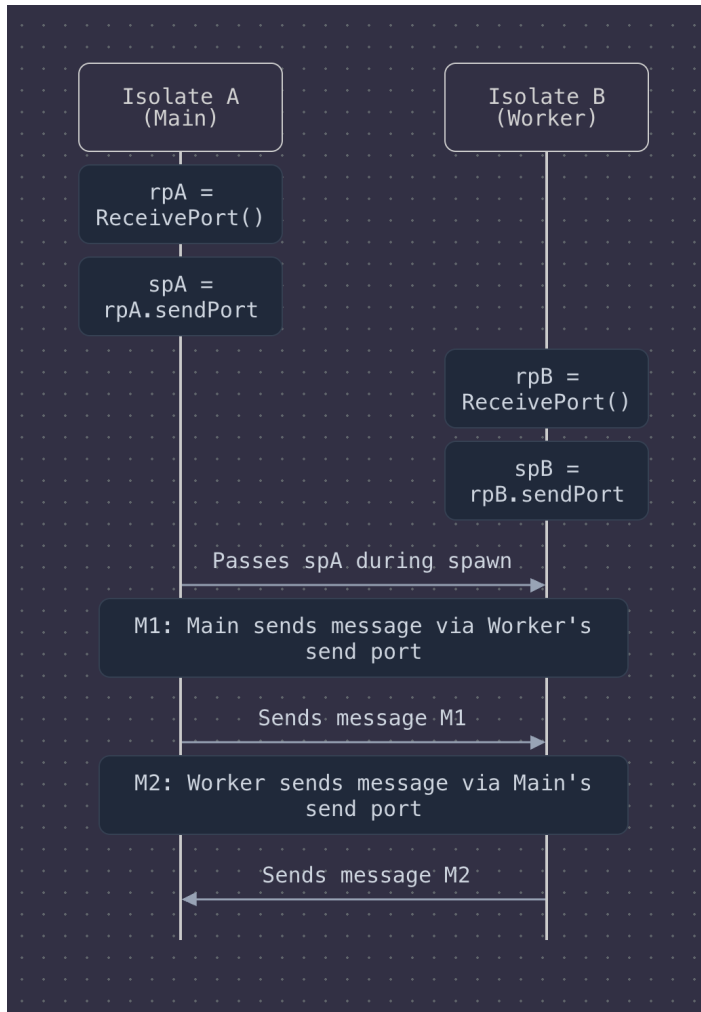 Isolate A
(Main)
Isolate B
(Worker)
rpA =
ReceivePort()
spA =
rpA.sendPort
rpB =
ReceivePort()
spB =
rpB.sendPort
Passes spA during spawn
M1: Main sends message via Worker's
send port
Sends message M1
M2: Worker sends message via Main's
send port
Sends message M2